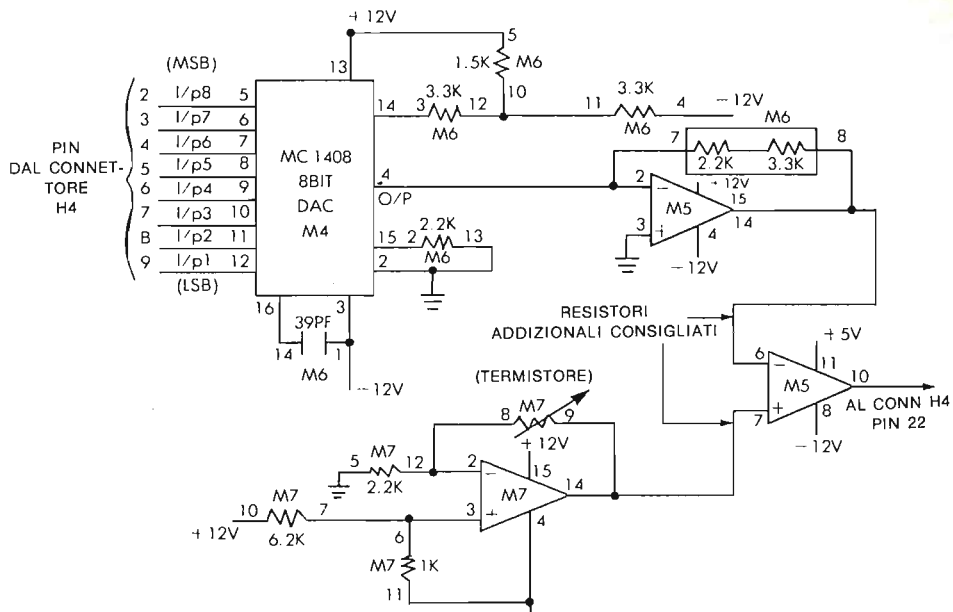 +12V
5
1.5K
M6
10
13
(MSB)
2 I/p8 5
3 I/p7 6
4 I/p6 7
5 I/p5 8
6 I/p4 9
7 I/p3 10
8 I/p2 11
9 I/p1 12
(LSB)
PIN
DAL CONNET-
TORE
H4
MC 1408
8BIT
DAC
M4
14
3.3K
3 12
M6
3.3K
11 4
M6
-12V
M6
7 8
2.2K 3.3K
4
O/P
2.2K
15 2 13
M6
2
16 3
39PF
14 1
M6
-12V
+12V
2 -
M5
15
14
3 +
4
-12V
RESISTORI
ADDIZIONALI CONSIGLIATI
+5V
6 -
11
M5
10
+
7
8
-12V
AL CONN H4
PIN 22
(TERMISTORE)
8 M7 9
+12V
M7
5 12
2.2K
2 -
15
M7
14
3 +
4
M7
10 7
+12V
6.2K
6
M7 1K
11